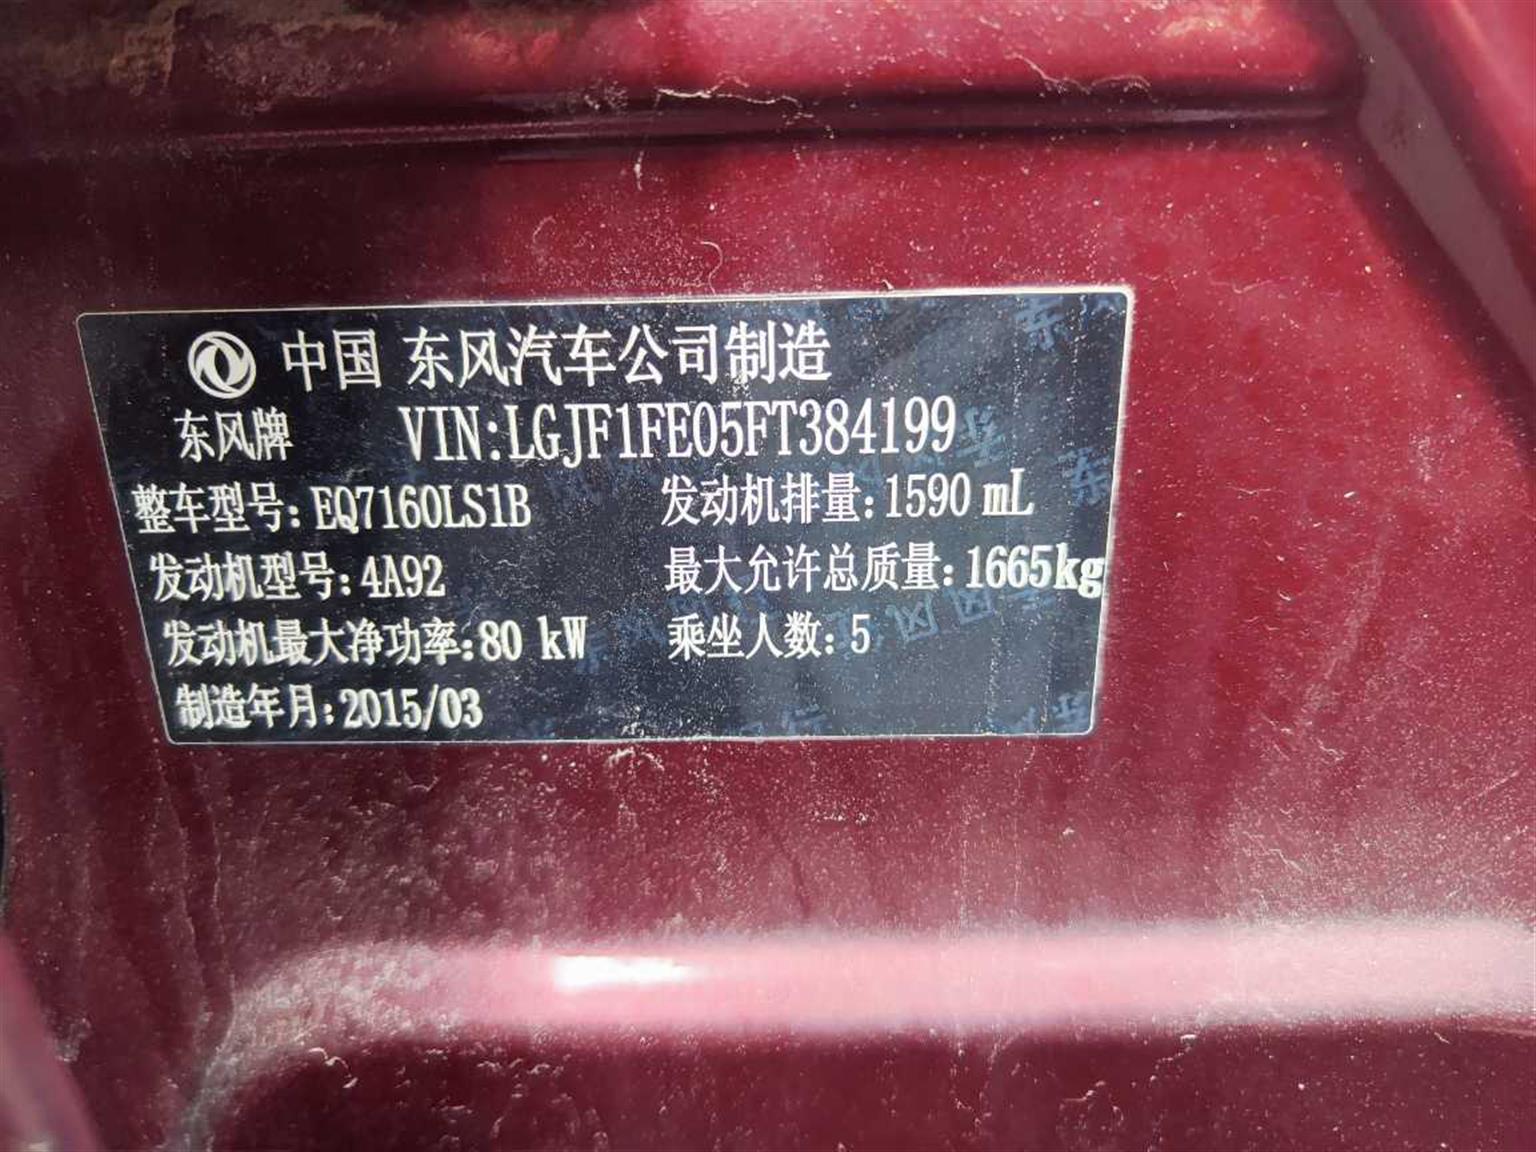 中国 东风汽车公司制造
东风牌 VIN:LGJF1FE05FT384199
整车型号:EQ7160LS1B 发动机排量:1590 mL
发动机型号:4A92 最大允许总质量:1665kg
发动机最大净功率:80 kW 乘坐人数:5
制造年月:2015/03